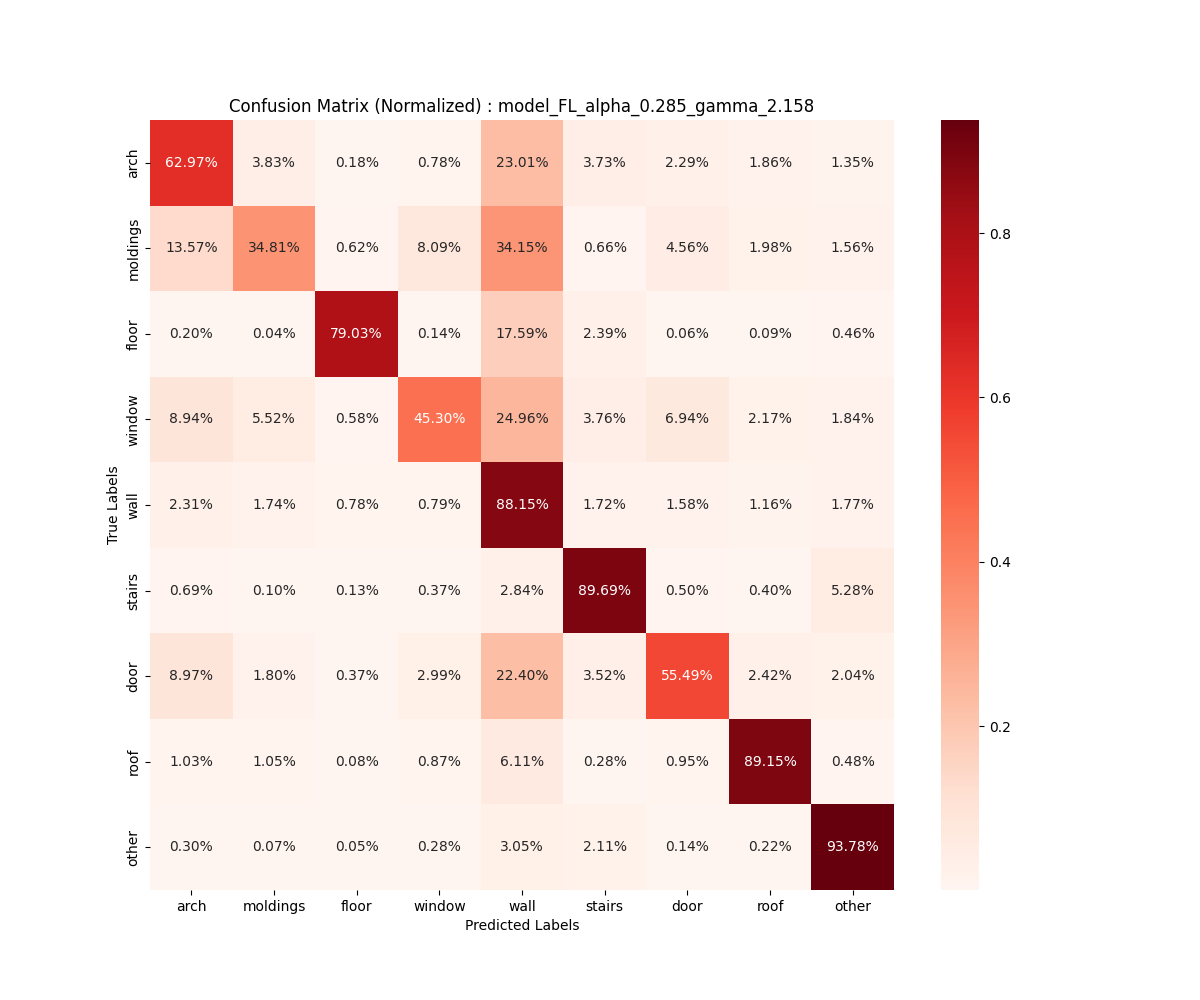 Confusion Matrix (Normalized) : model_FL_alpha_0.285_gamma_2.158
True Labels
arch 62.97% 3.83% 0.18% 0.78% 23.01% 3.73% 2.29% 1.86% 1.35%
moldings 13.57% 34.81% 0.62% 8.09% 34.15% 0.66% 4.56% 1.98% 1.56%
floor 0.20% 0.04% 79.03% 0.14% 17.59% 2.39% 0.06% 0.09% 0.46%
window 8.94% 5.52% 0.58% 45.30% 24.96% 3.76% 6.94% 2.17% 1.84%
wall 2.31% 1.74% 0.78% 0.79% 88.15% 1.72% 1.58% 1.16% 1.77%
stairs 0.69% 0.10% 0.13% 0.37% 2.84% 89.69% 0.50% 0.40% 5.28%
door 8.97% 1.80% 0.37% 2.99% 22.40% 3.52% 55.49% 2.42% 2.04%
roof 1.03% 1.05% 0.08% 0.87% 6.11% 0.28% 0.95% 89.15% 0.48%
other 0.30% 0.07% 0.05% 0.28% 3.05% 2.11% 0.14% 0.22% 93.78%
arch moldings floor window wall stairs door roof other
Predicted Labels
0.8
0.6
0.4
0.2